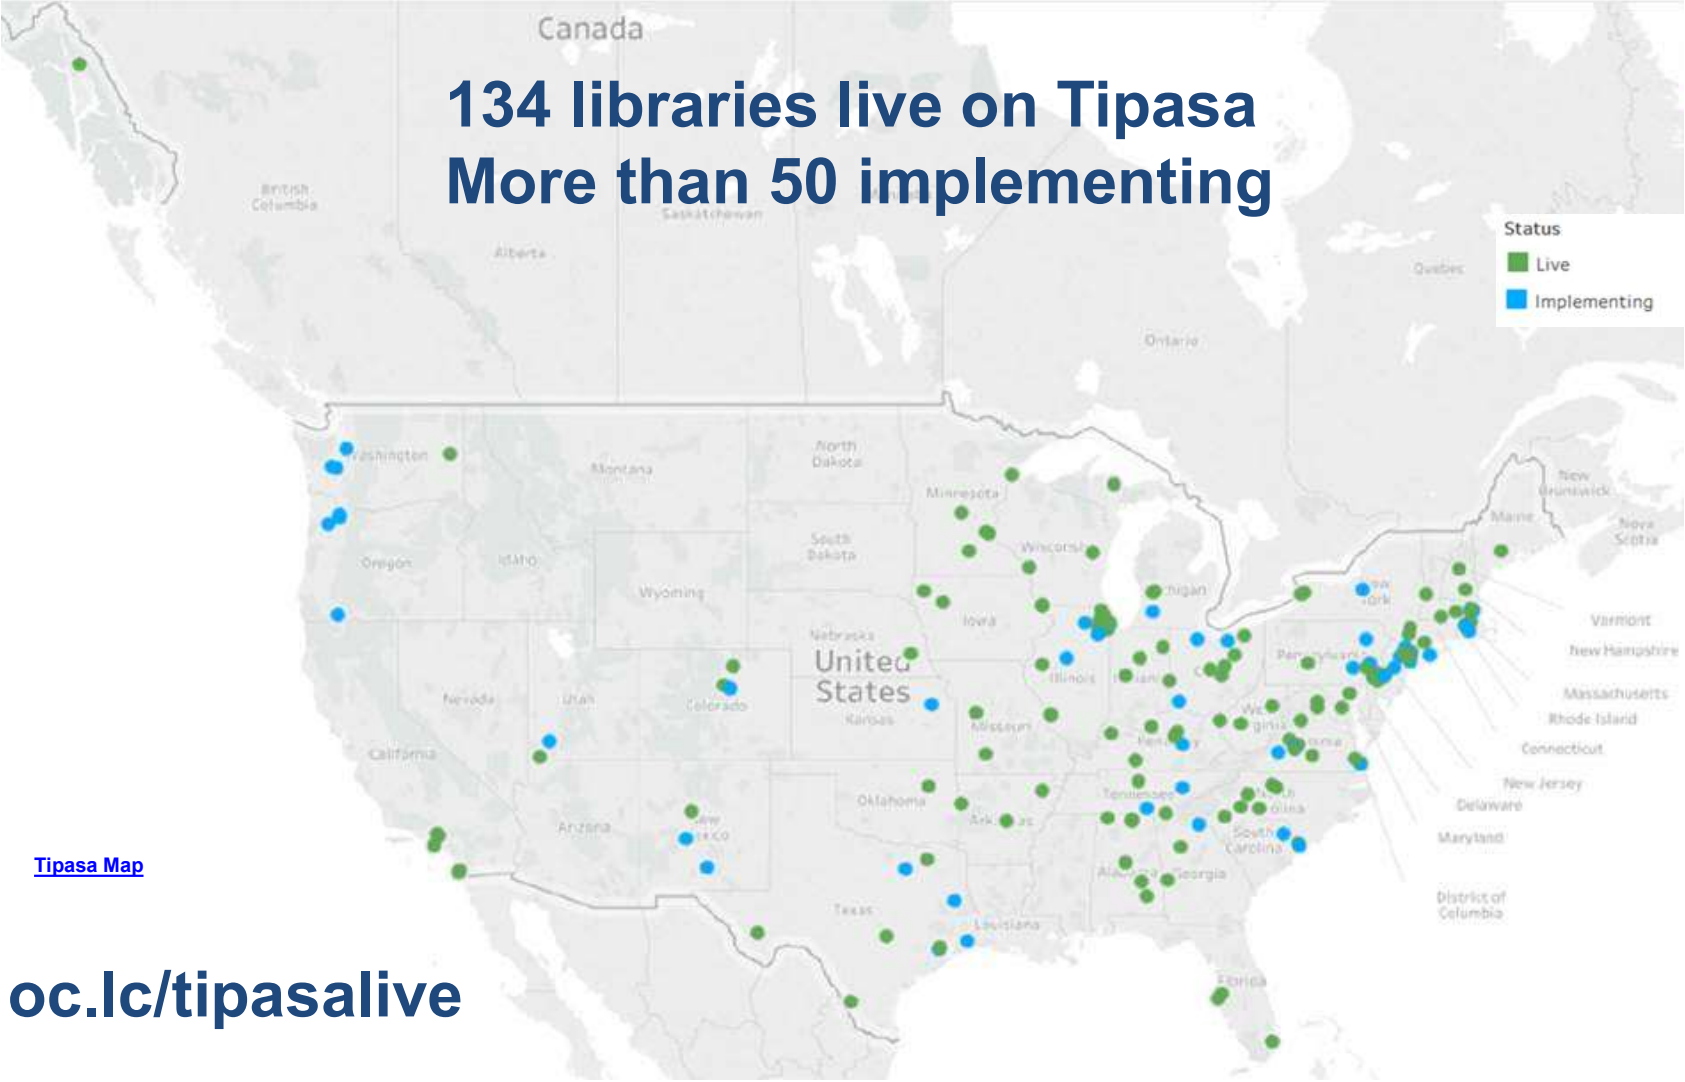 Canada
134 libraries live on Tipasa
More than 50 implementing
British
Columbia
Saskatchewan
Alberta
Status
Live
Implementing
Quebec
Ontario
Washington
Montana
North
Dakota
Minnesota
New
Brunswick
Maine
Nova
Scotia
South
Dakota
Oregon
Wyoming
Iowa
Nebraska
United
States
Illinois
Vermont
New Hampshire
Massachusetts
Rhode Island
Connecticut
New Jersey
Delaware
Maryland
District of
Columbia
Nevada
Utah
Colorado
Kansas
Missouri
California
Oklahoma
Tennessee
Arizona
South
Carolina
Georgia
Texas
Louisiana
Florida
Tipasa Map
oc.lc/tipasalive